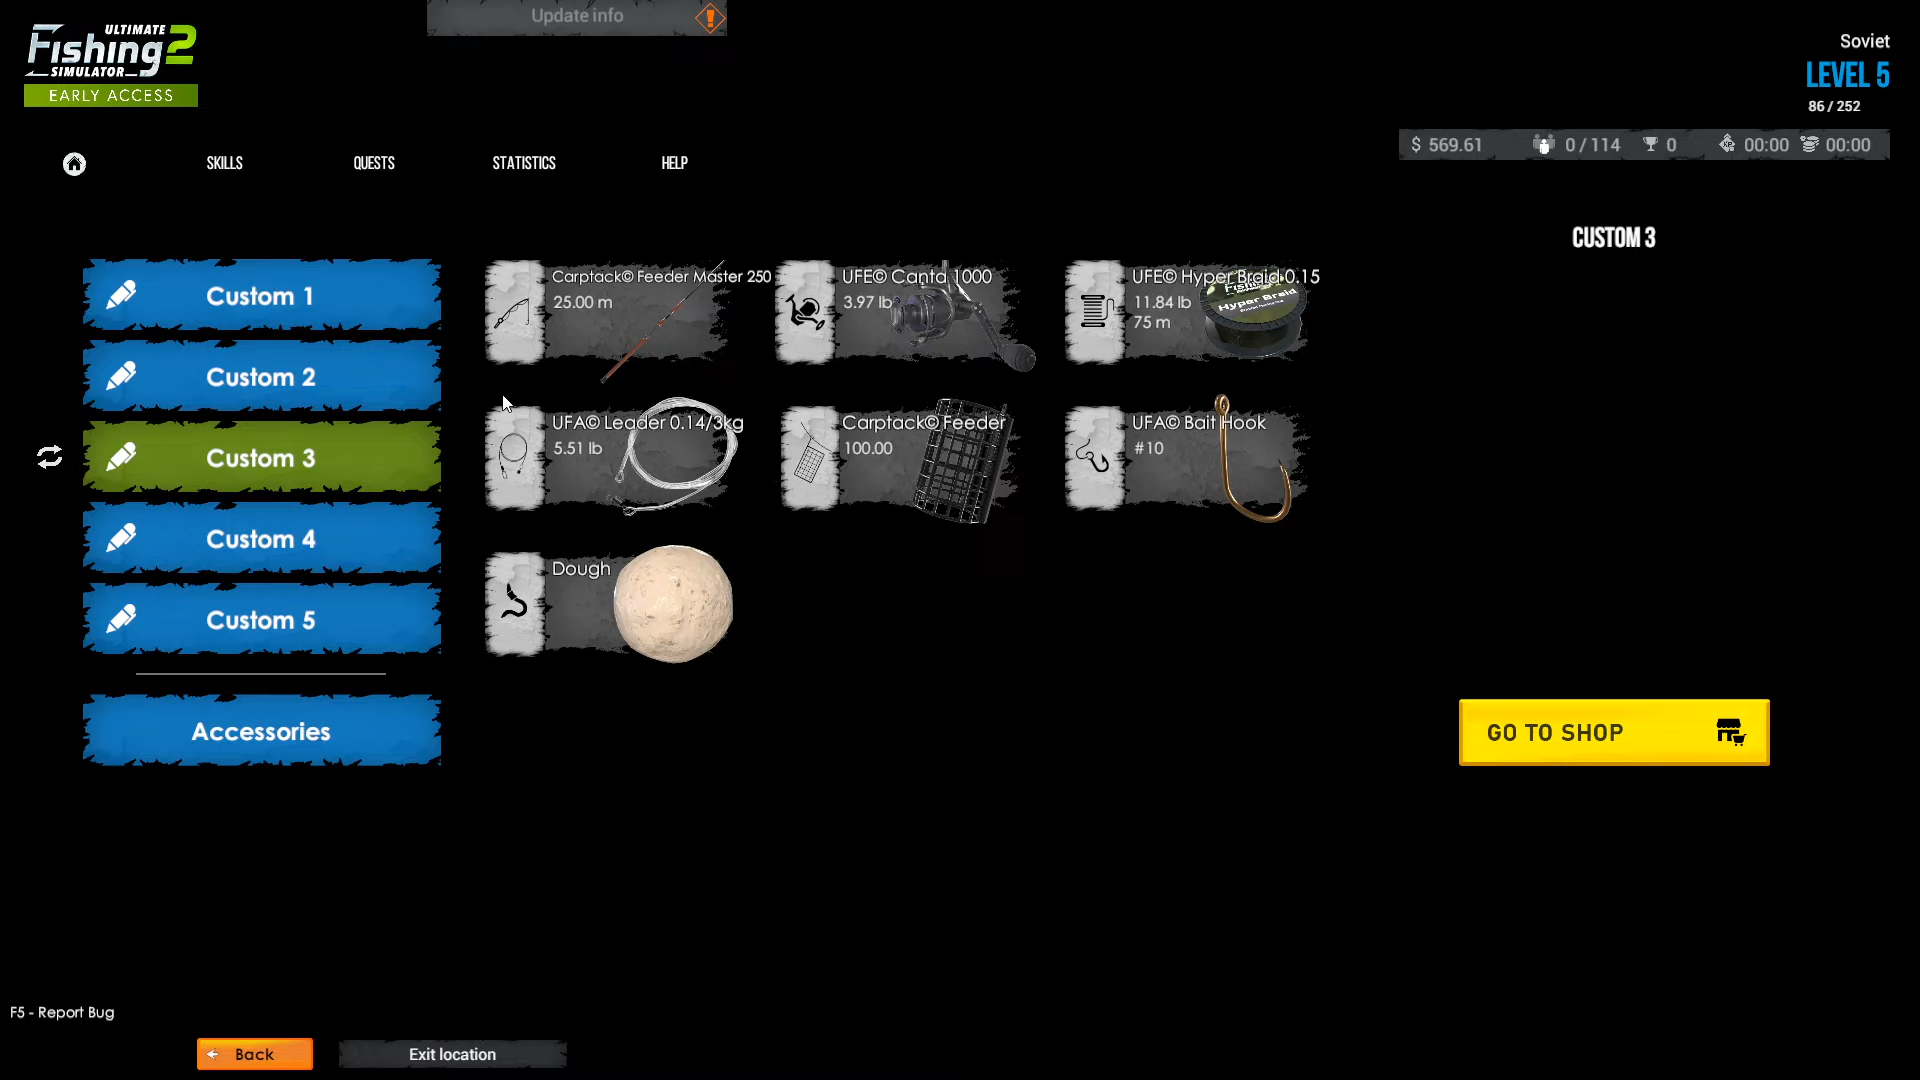 Update info
ULTIMATE
Fishing 2
SIMULATOR
EARLY ACCESS
Soviet
LEVEL 5
86 / 252
$ 569.61 0 / 114 0 XP 00:00 00:00
SKILLS QUESTS STATISTICS HELP
CUSTOM 3
Custom 1
Custom 2
Custom 3
Custom 4
Custom 5
Accessories
Carptack© Feeder Master 250
25.00 m
UFE© Canta 1000
3.97 lb
UFE© Hyper Braid 0.15
11.84 lb
75 m
Hyper Braid
UFA© Leader 0.14/3kg
5.51 lb
Carptack© Feeder
100.00
UFA© Bait Hook
#10
Dough
GO TO SHOP
F5 - Report Bug
Back
Exit location